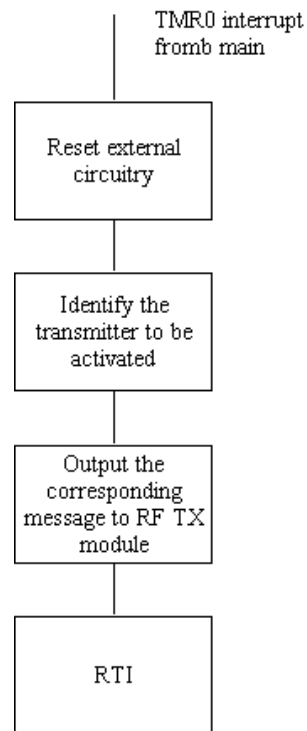 TMR0 interrupt
fromb main
Reset external
circuitry
Identify the
transmitter to be
activated
Output the
corresponding
message to RF TX
module
RTI